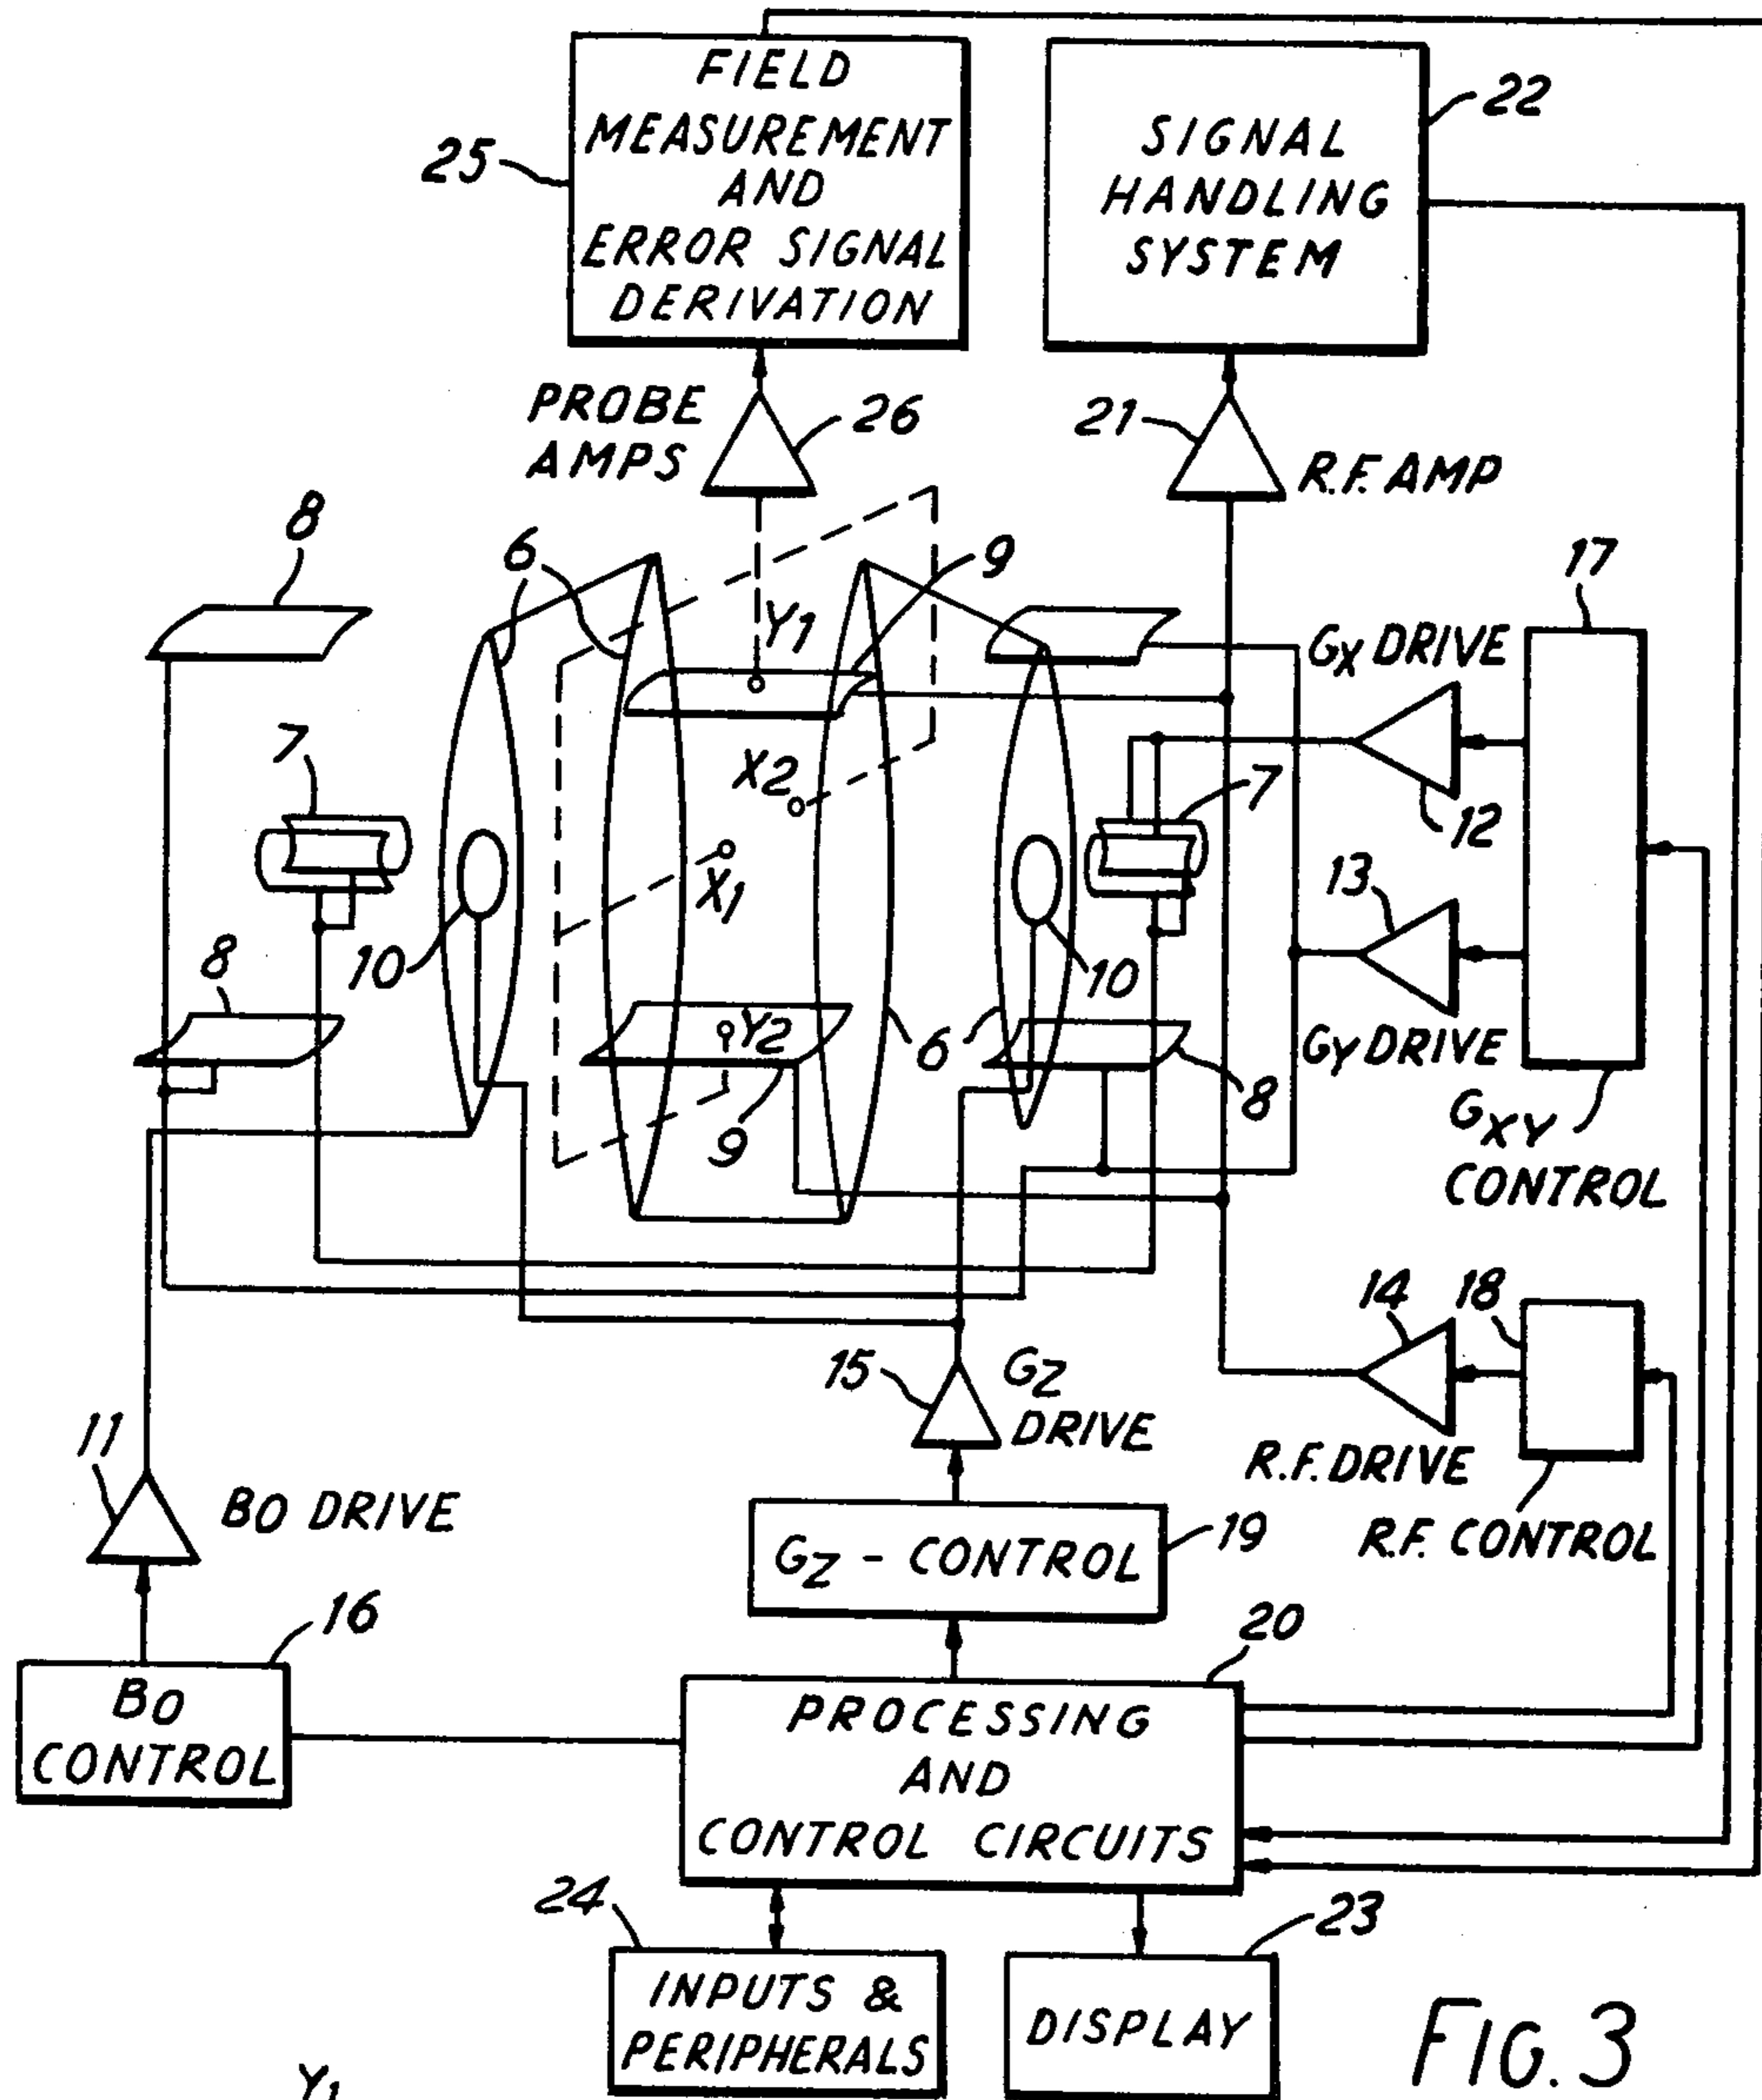 FIELD
MEASUREMENT
AND
ERROR SIGNAL
DERIVATION
25
SIGNAL
HANDLING
SYSTEM
22
PROBE
AMPS
26
21
R.F. AMP
8
6
9
17
Y1
GX DRIVE
7
X2
7
12
X1
13
8
10
10
Y2
6
GY DRIVE
8
9
GXY
CONTROL
14
18
15
GZ
DRIVE
11
BO DRIVE
R.F. DRIVE
R.F. CONTROL
GZ - CONTROL
19
16
20
BO
CONTROL
PROCESSING
AND
CONTROL CIRCUITS
24
23
INPUTS &
PERIPHERALS
DISPLAY
FIG. 3
Y1